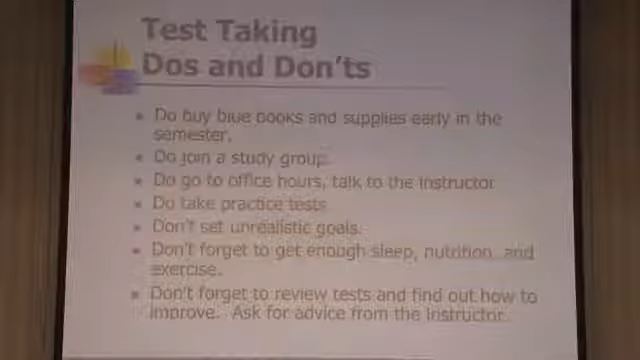 Test Taking
Dos and Don'ts
Do buy blue books and supplies early in the
semester.
Do join a study group.
Do go to office hours, talk to the instructor
Do take practice tests
Don't set unrealistic goals.
Don't forget to get enough sleep, nutrition, and
exercise.
Don't forget to review tests and find out how to
improve. Ask for advice from the instructor.